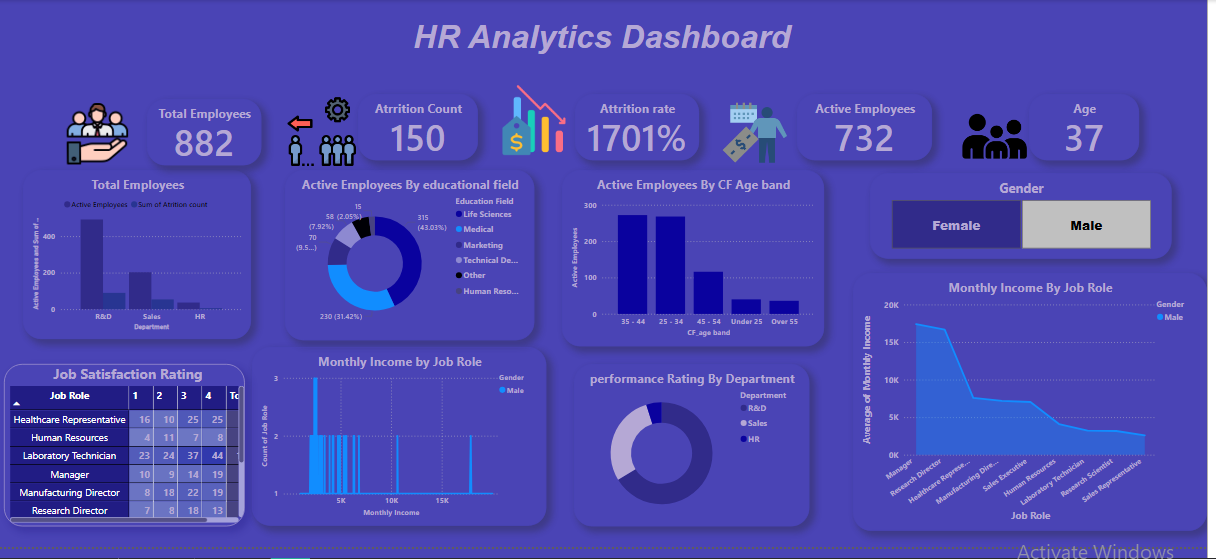 HR Analytics Dashboard
Total Employees
882
Atrrition Count
150
Attrition rate
1701%
Active Employees
732
Age
37
Total Employees
Active Employees Sum of Atrition count
Active Employees and Sum of ...
400
200
0
R&D Sales HR
Department
Active Employees By educational field
15
(2.05%)
58
(7.92%)
70
(9.5...)
315
(43.03%)
230 (31.42%)
Education Field
Life Sciences
Medical
Marketing
Technical De...
Other
Human Reso...
Active Employees By CF Age band
Active Employees
300
200
100
0
35 - 44 25 - 34 45 - 54 Under 25 Over 55
CF_age band
Gender
Female Male
Job Satisfaction Rating
Job Role 1 2 3 4 To
Healthcare Representative 16 10 25 25
Human Resources 4 11 7 8
Laboratory Technician 23 24 37 44
Manager 10 9 14 19
Manufacturing Director 8 18 22 19
Research Director 7 8 18 13
Monthly Income by Job Role
Gender
Male
Count of Job Role
3
2
1
5K 10K 15K
Monthly Income
performance Rating By Department
Department
R&D
Sales
HR
Monthly Income By Job Role
Gender
Male
Average of Monthly Income
20K
15K
10K
5K
0K
Manager
Research Director
Healthcare Represe...
Manufacturing Dire...
Sales Executive
Human Resources
Laboratory Technician
Research Scientist
Sales Representative
Job Role
Activate Windows